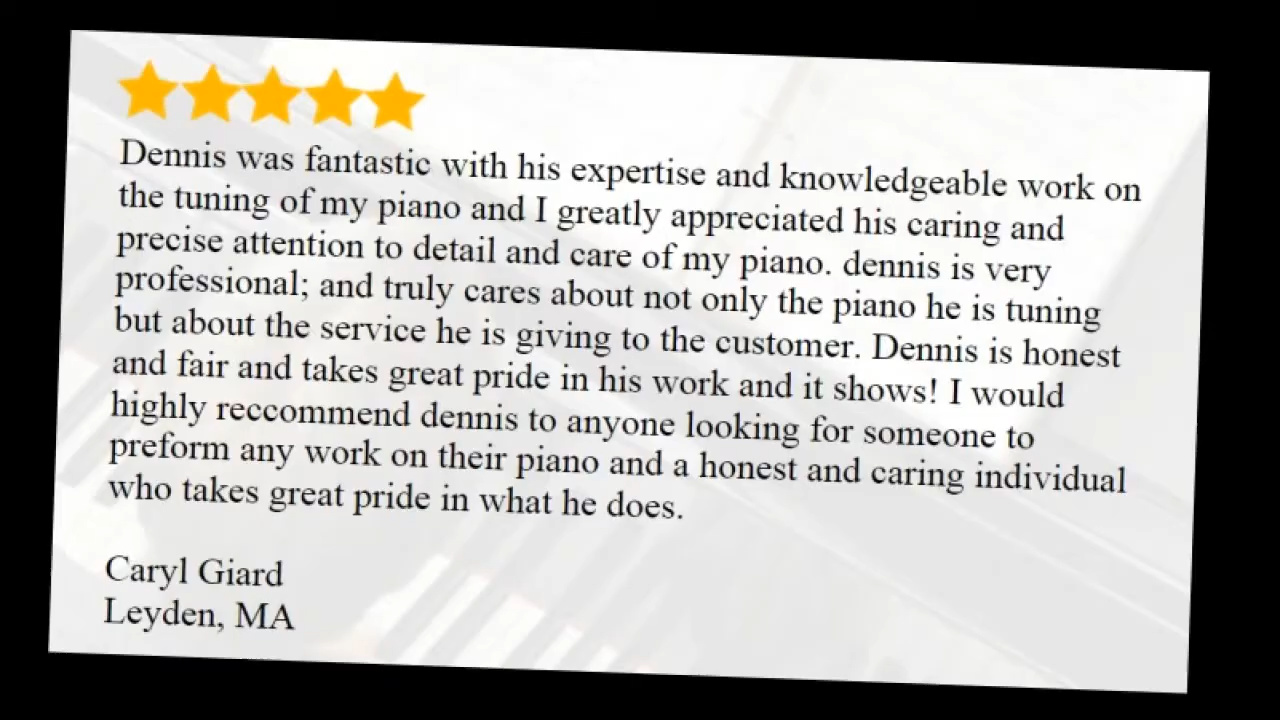 Dennis was fantastic with his expertise and knowledgeable work on
the tuning of my piano and I greatly appreciated his caring and
precise attention to detail and care of my piano. dennis is very
professional; and truly cares about not only the piano he is tuning
but about the service he is giving to the customer. Dennis is honest
and fair and takes great pride in his work and it shows! I would
highly reccommend dennis to anyone looking for someone to
preform any work on their piano and a honest and caring individual
who takes great pride in what he does.
Caryl Giard
Leyden, MA